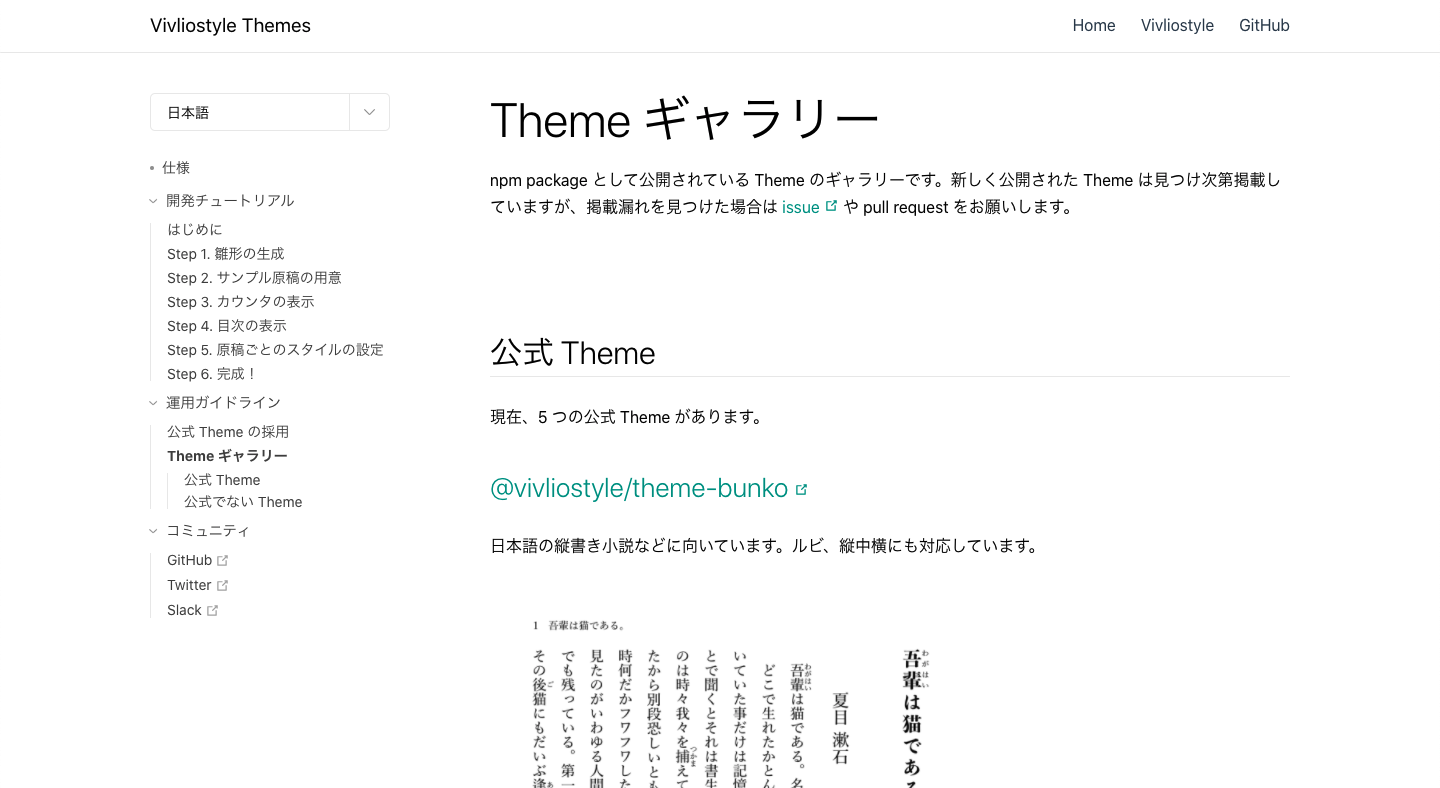 Vivliostyle Themes
Home Vivliostyle GitHub
日本語
仕様
開発チュートリアル
はじめに
Step 1. 雛形の生成
Step 2. サンプル原稿の用意
Step 3. カウンタの表示
Step 4. 目次の表示
Step 5. 原稿ごとのスタイルの設定
Step 6. 完成！
運用ガイドライン
公式 Theme の採用
Theme ギャラリー
公式 Theme
公式でない Theme
コミュニティ
GitHub
Twitter
Slack
Theme ギャラリー
npm package として公開されている Theme のギャラリーです。新しく公開された Theme は見つけ次第掲載し
ていますが、掲載漏れを見つけた場合は issue や pull request をお願いします。
公式 Theme
現在、5 つの公式 Theme があります。
@vivliostyle/theme-bunko
日本語の縦書き小説などに向いています。ルビ、縦中横にも対応しています。
1 吾輩は猫である。
吾輩は猫である
わがはい
夏目 漱石
吾輩は猫である。名
わがはい
どこで生れたかとん
いていた事だけは記憶
とで聞くとそれは書生
のは時々我々を捕えて
つかま
たから別段恐しいとも
時何だかフワフワした
見たのがいわゆる人間
でも残っている。第一
その後猫にもだいぶ逢
ご
あ